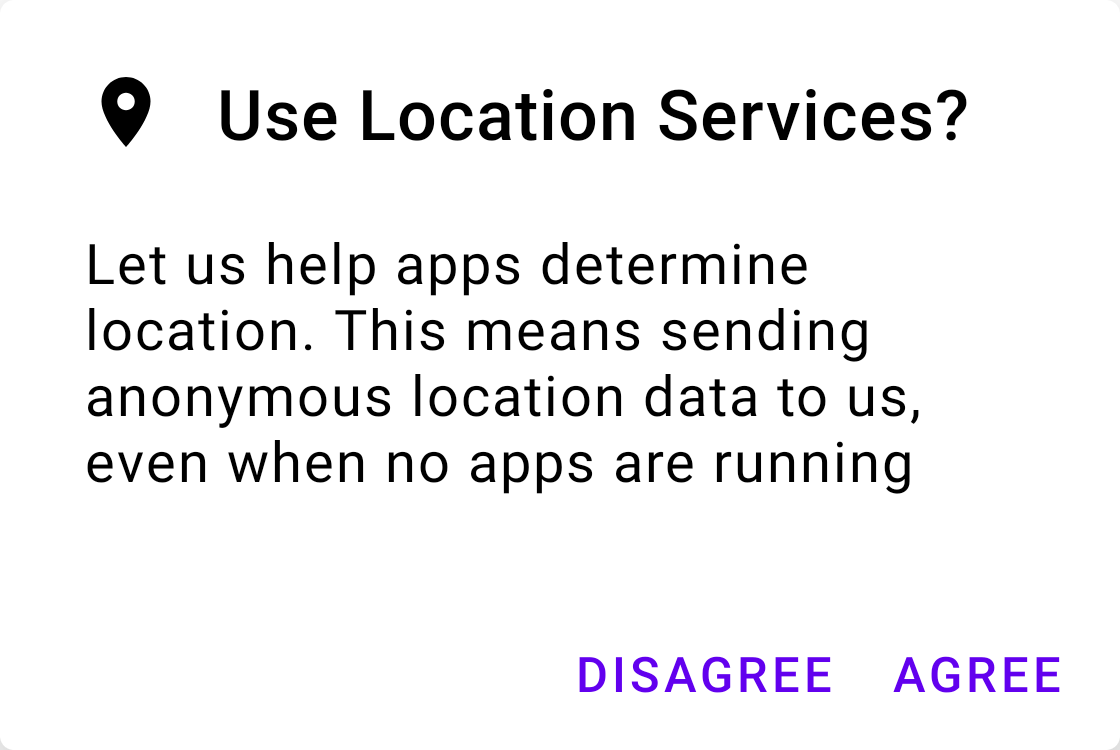 Use Location Services?
Let us help apps determine
location. This means sending
anonymous location data to us,
even when no apps are running
DISAGREE AGREE